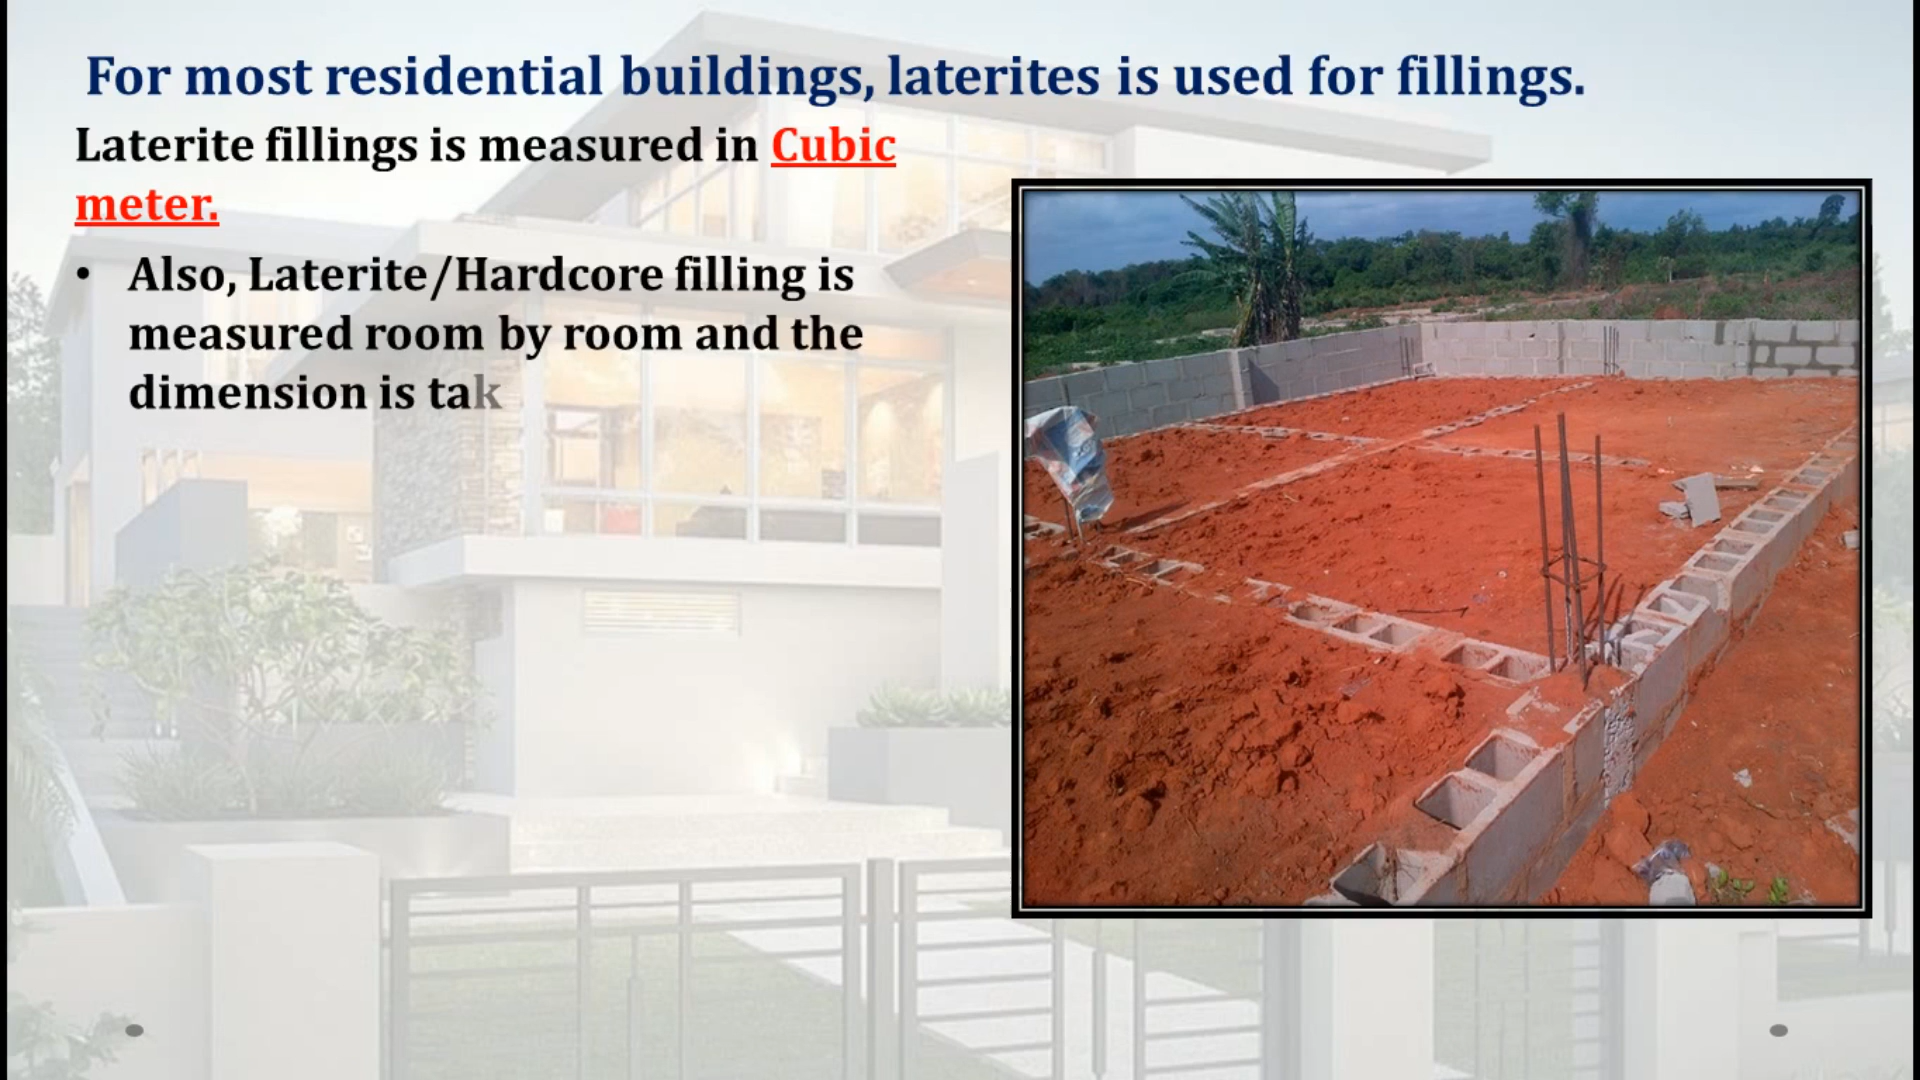 For most residential buildings, laterites is used for fillings.
Laterite fillings is measured in Cubic
meter.
• Also, Laterite/Hardcore filling is
measured room by room and the
dimension is tak